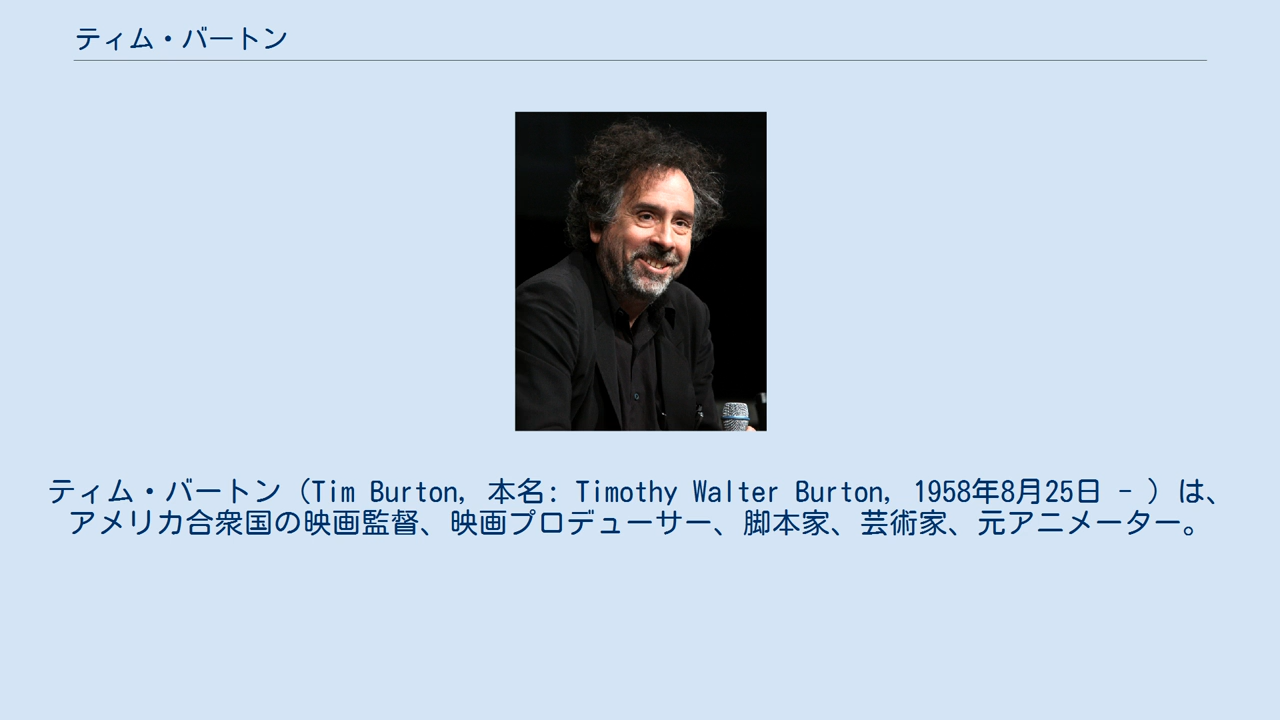 ティム・バートン
ティム・バートン（Tim Burton, 本名: Timothy Walter Burton, 1958年8月25日 - ）は、
アメリカ合衆国の映画監督、映画プロデューサー、脚本家、芸術家、元アニメーター。